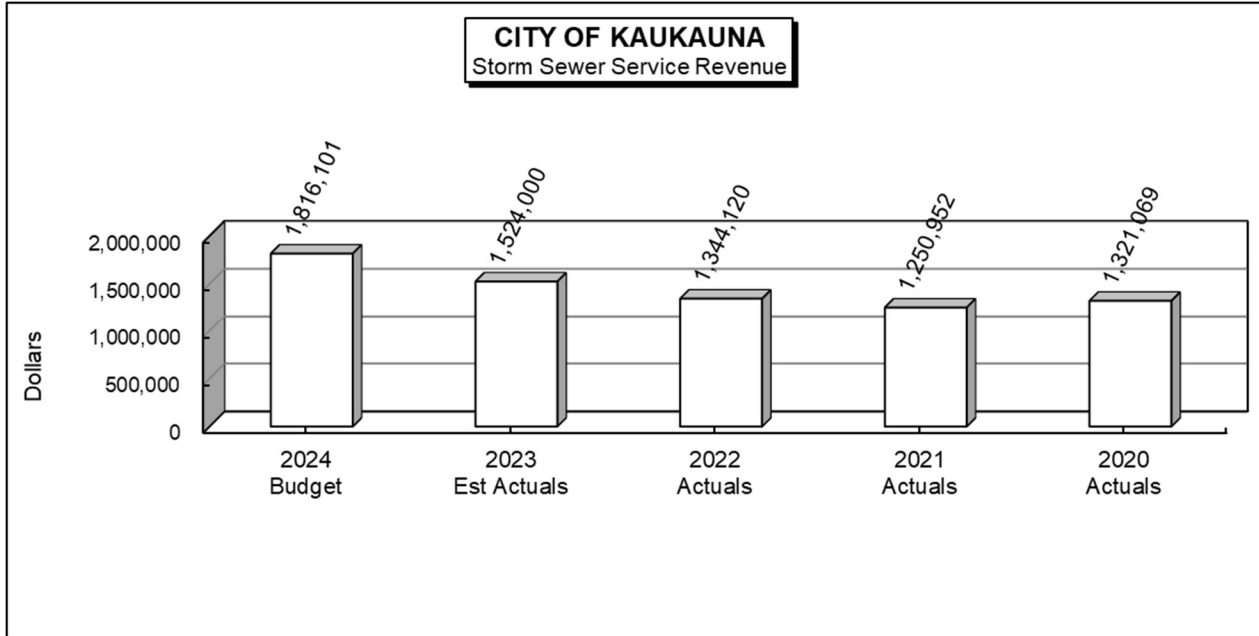 CITY OF KAUKAUNA
Storm Sewer Service Revenue
1,816,101
1,524,000
1,344,120
1,250,952
1,321,069
2,000,000
1,500,000
1,000,000
500,000
0
Dollars
2024
Budget
2023
Est Actuals
2022
Actuals
2021
Actuals
2020
Actuals